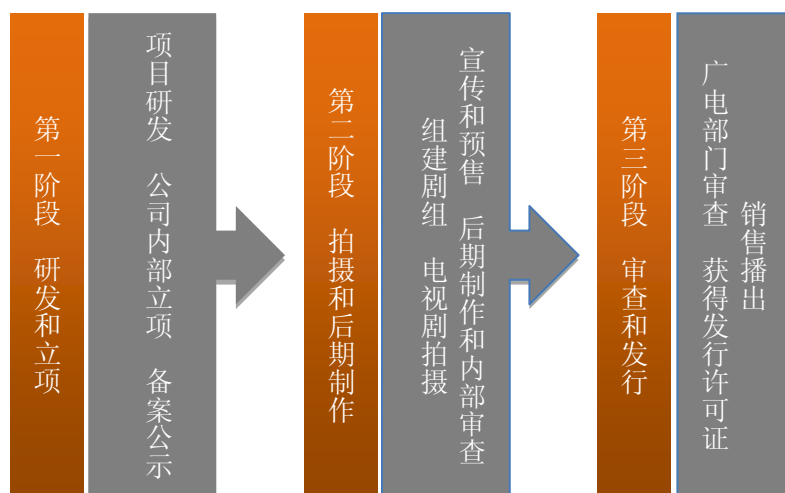 第一阶段 研发和立项
项目研发 公司内部立项 备案公示
第二阶段 拍摄和后期制作
组建剧组 电视剧拍摄
宣传和预售 后期制作和内部审查
第三阶段 审查和发行
广电部门审查 获得发行许可证
销售播出